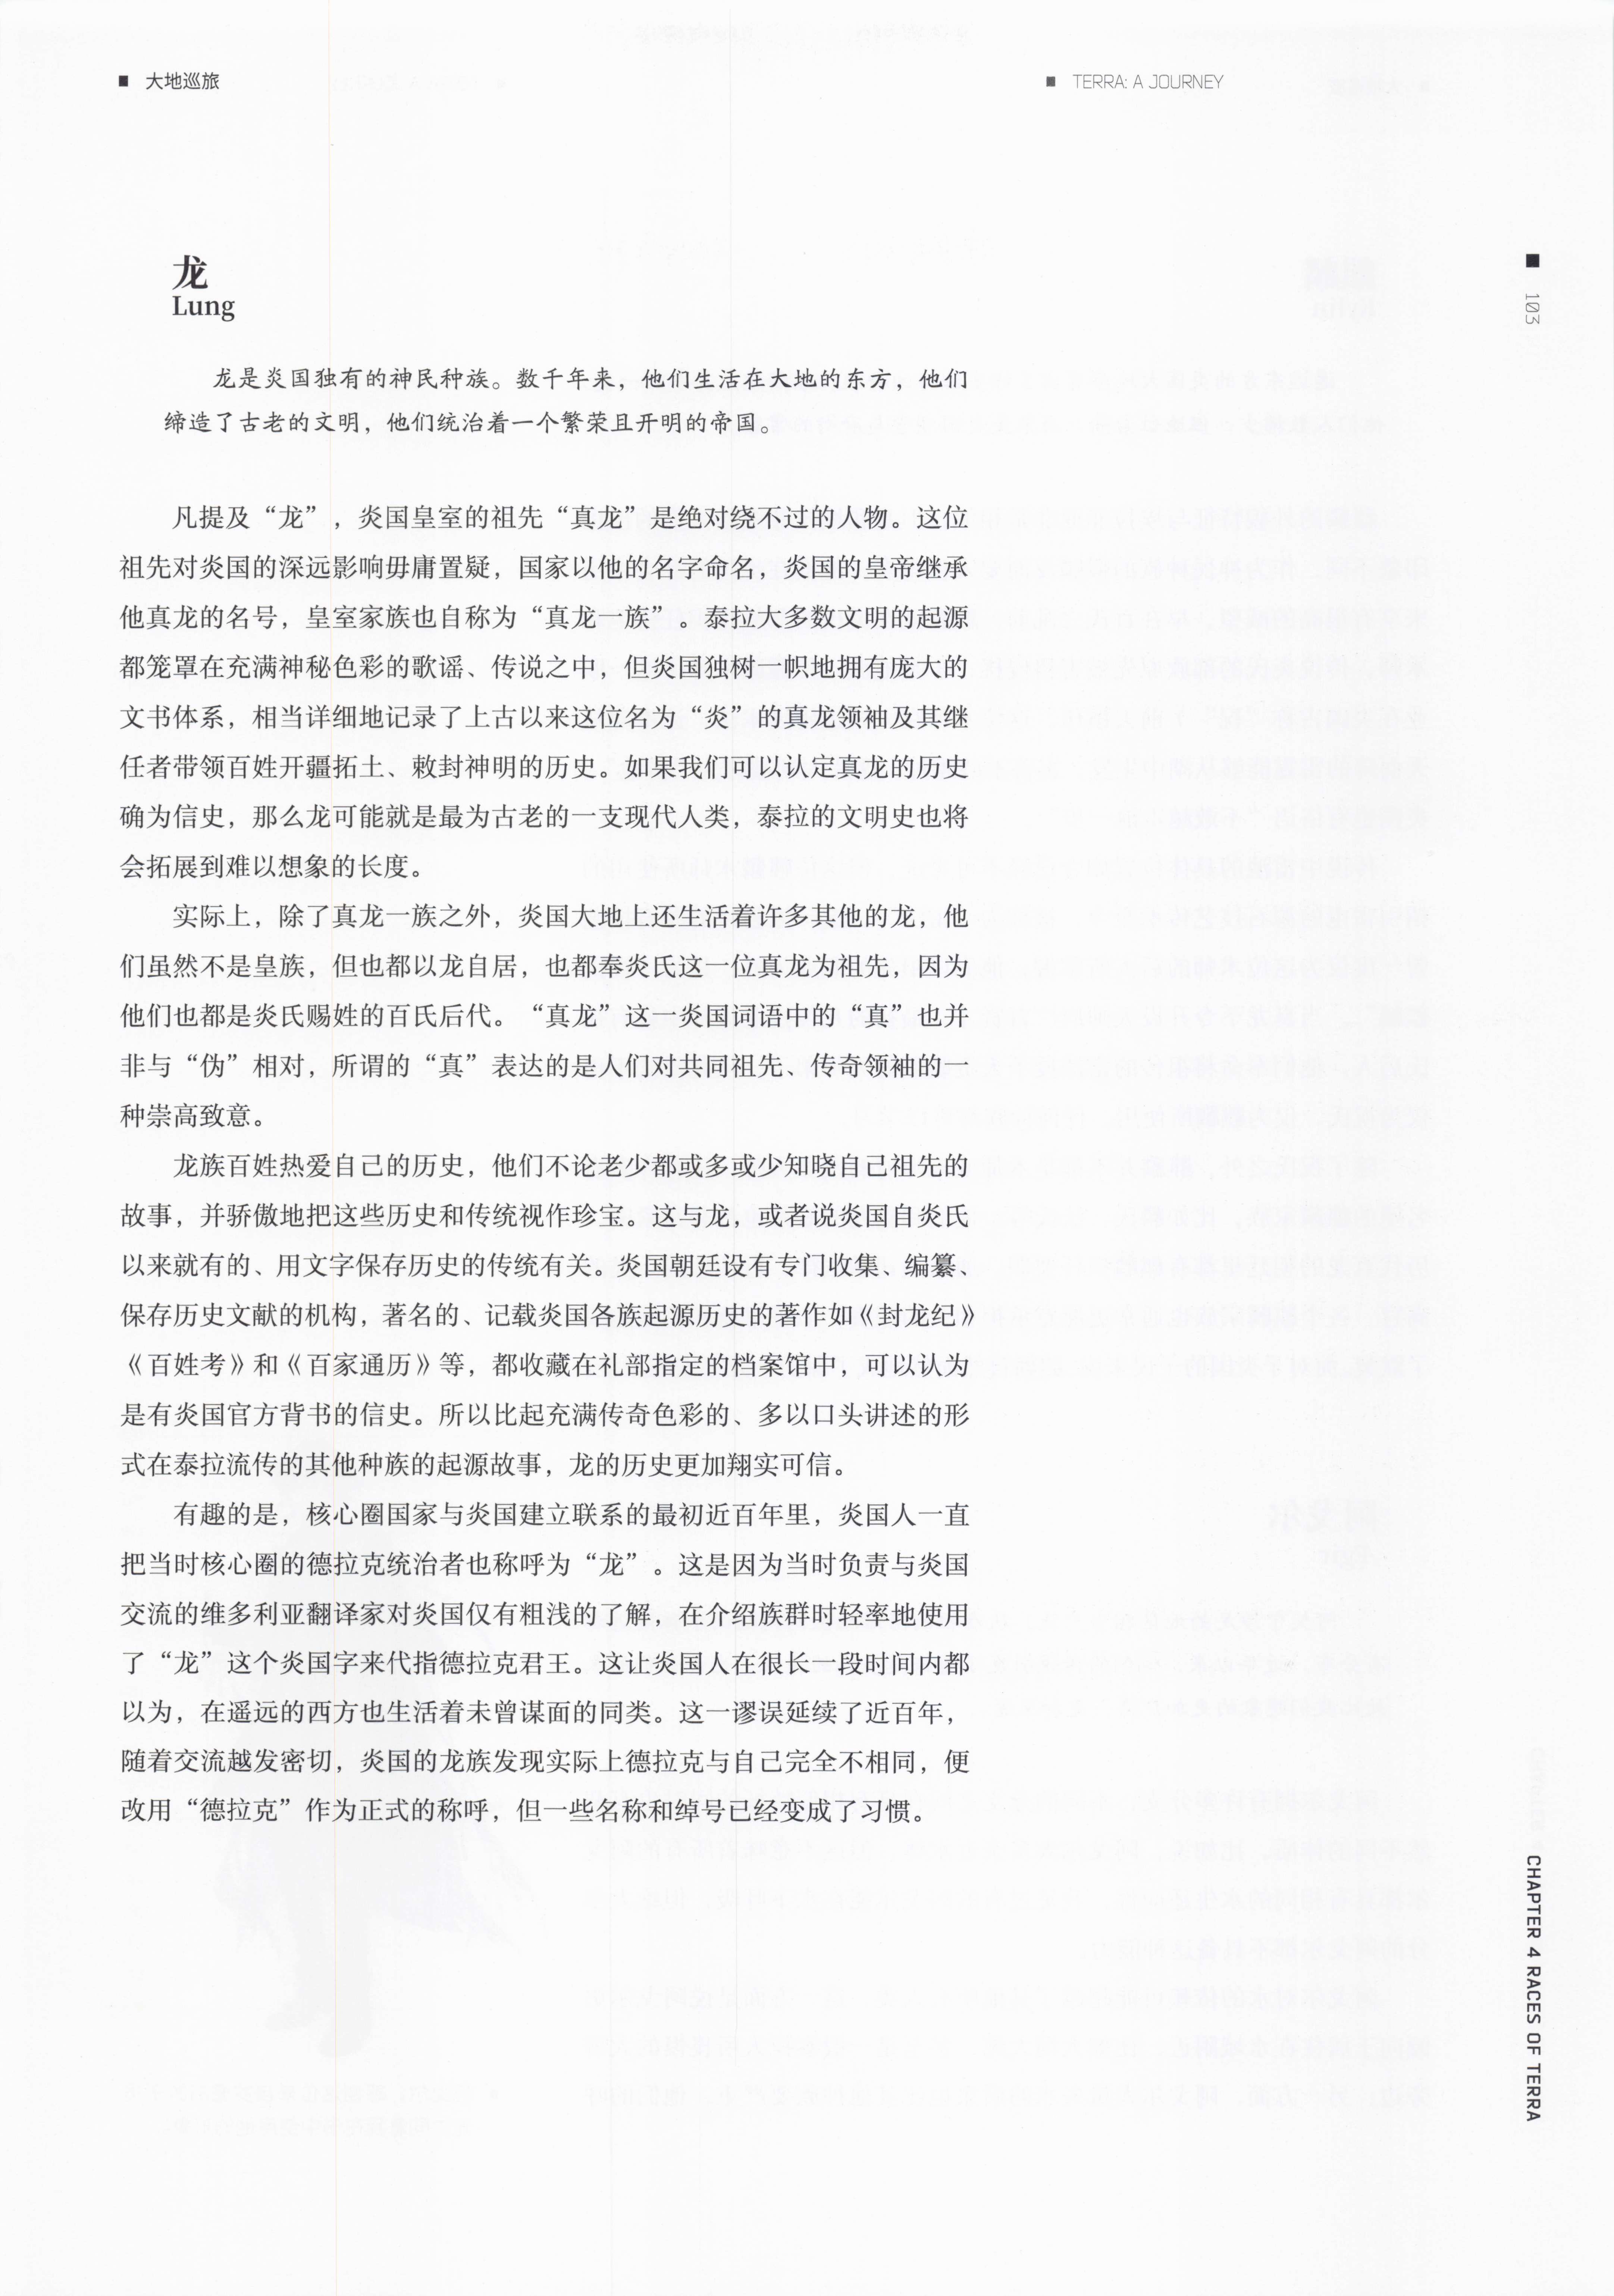 大地巡旅
TERRA: A JOURNEY
103
龙
Lung
龙是炎国独有的神民种族。数千年来，他们生活在大地的东方，他们
缔造了古老的文明，他们统治着一个繁荣且开明的帝国。
凡提及“龙”，炎国皇室的祖先“真龙”是绝对绕不过的人物。这位
祖先对炎国的深远影响毋庸置疑，国家以他的名字命名，炎国的皇帝继承
他真龙的名号，皇室家族也自称为“真龙一族”。泰拉大多数文明的起源
都笼罩在充满神秘色彩的歌谣、传说之中，但炎国独树一帜地拥有庞大的
文书体系，相当详细地记录了上古以来这位名为“炎”的真龙领袖及其继
任者带领百姓开疆拓土、敕封神明的历史。如果我们可以认定真龙的历史
确为信史，那么龙可能就是最为古老的一支现代人类，泰拉的文明史也将
会拓展到难以想象的长度。
实际上，除了真龙一族之外，炎国大地上还生活着许多其他的龙，他
们虽然不是皇族，但也都以龙自居，也都奉炎氏这一位真龙为祖先，因为
他们也都是炎氏赐姓的百氏后代。“真龙”这一炎国词语中的“真”也并
非与“伪”相对，所谓的“真”表达的是人们对共同祖先、传奇领袖的一
种崇高致意。
龙族百姓热爱自己的历史，他们不论老少都或多或少知晓自己祖先的
故事，并骄傲地把这些历史和传统视作珍宝。这与龙，或者说炎国自炎氏
以来就有的、用文字保存历史的传统有关。炎国朝廷设有专门收集、编纂、
保存历史文献的机构，著名的、记载炎国各族起源历史的著作如《封龙纪》
《百姓考》和《百家通历》等，都收藏在礼部指定的档案馆中，可以认为
是有炎国官方背书的信史。所以比起充满传奇色彩的、多以口头讲述的形
式在泰拉流传的其他种族的起源故事，龙的历史更加翔实可信。
有趣的是，核心圈国家与炎国建立联系的最初近百年里，炎国人一直
把当时核心圈的德拉克统治者也称呼为“龙”。这是因为当时负责与炎国
交流的维多利亚翻译家对炎国仅有粗浅的了解，在介绍族群时轻率地使用
了“龙”这个炎国字来代指德拉克君王。这让炎国人在很长一段时间内都
以为，在遥远的西方也生活着未曾谋面的同类。这一谬误延续了近百年，
随着交流越发密切，炎国的龙族发现实际上德拉克与自己完全不相同，便
改用“德拉克”作为正式的称呼，但一些名称和绰号已经变成了习惯。
CHAPTER 4 RACES OF TERRA